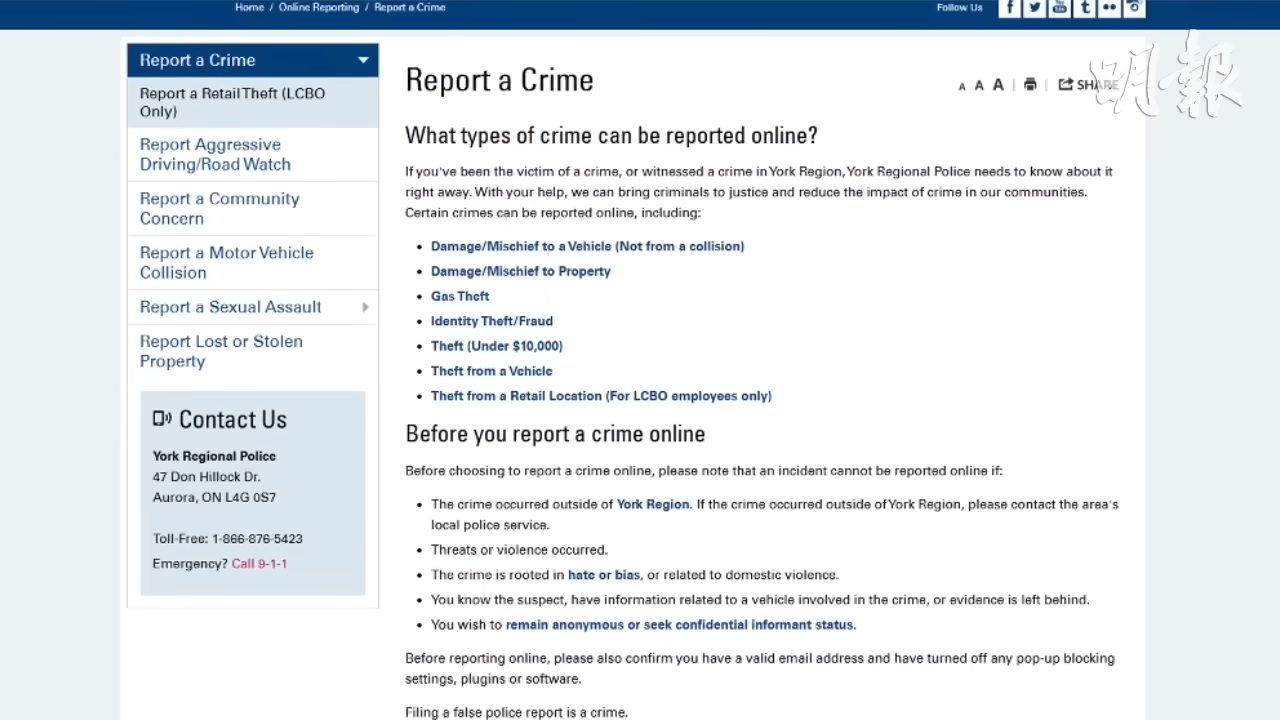 Home / Online Reporting / Report a Crime
Follow Us
Report a Crime
Report a Retail Theft (LCBO
Only)
Report Aggressive
Driving/Road Watch
Report a Community
Concern
Report a Motor Vehicle
Collision
Report a Sexual Assault
Report Lost or Stolen
Property
Contact Us
York Regional Police
47 Don Hillock Dr.
Aurora, ON L4G 0S7
Toll-Free: 1-866-876-5423
Emergency? Call 9-1-1
Report a Crime
A A A | | SHARE
明報
What types of crime can be reported online?
If you've been the victim of a crime, or witnessed a crime in York Region, York Regional Police needs to know about it
right away. With your help, we can bring criminals to justice and reduce the impact of crime in our communities.
Certain crimes can be reported online, including:
• Damage/Mischief to a Vehicle (Not from a collision)
• Damage/Mischief to Property
• Gas Theft
• Identity Theft/Fraud
• Theft (Under $10,000)
• Theft from a Vehicle
• Theft from a Retail Location (For LCBO employees only)
Before you report a crime online
Before choosing to report a crime online, please note that an incident cannot be reported online if:
• The crime occurred outside of York Region. If the crime occurred outside of York Region, please contact the area's
local police service.
• Threats or violence occurred.
• The crime is rooted in hate or bias, or related to domestic violence.
• You know the suspect, have information related to a vehicle involved in the crime, or evidence is left behind.
• You wish to remain anonymous or seek confidential informant status.
Before reporting online, please also confirm you have a valid email address and have turned off any pop-up blocking
settings, plugins or software.
Filing a false police report is a crime.